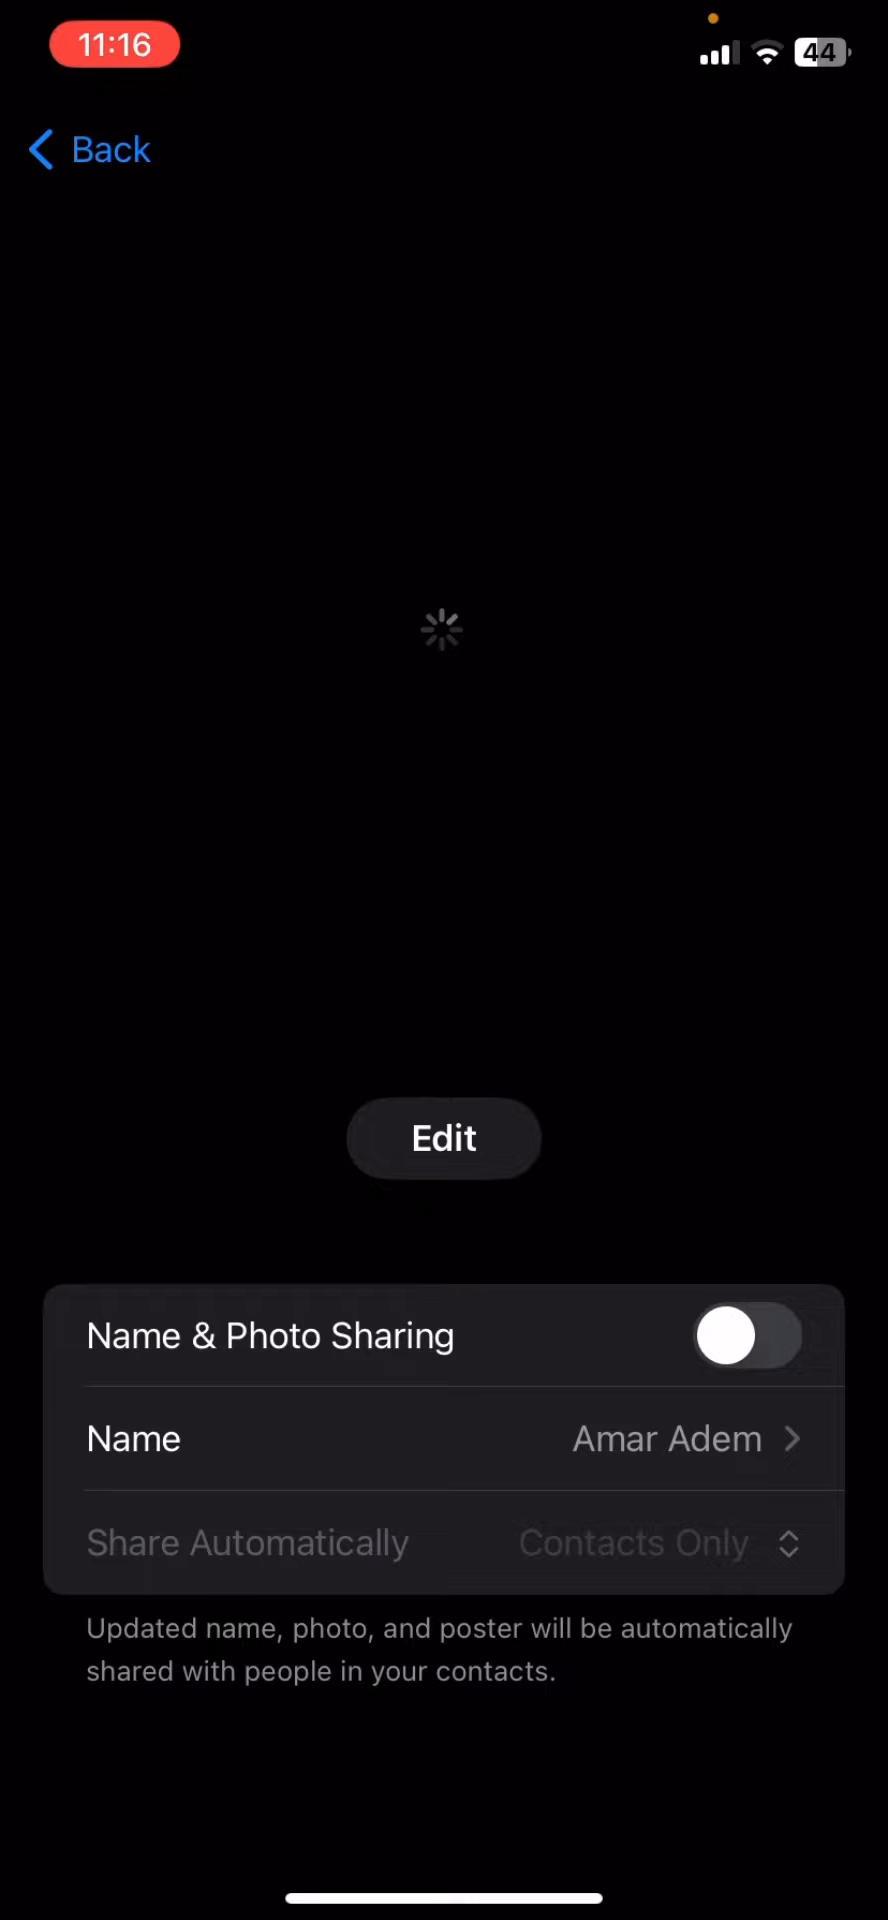 11:16
44
Back
Edit
Name & Photo Sharing
Name
Amar Adem
Share Automatically
Contacts Only
Updated name, photo, and poster will be automatically
shared with people in your contacts.